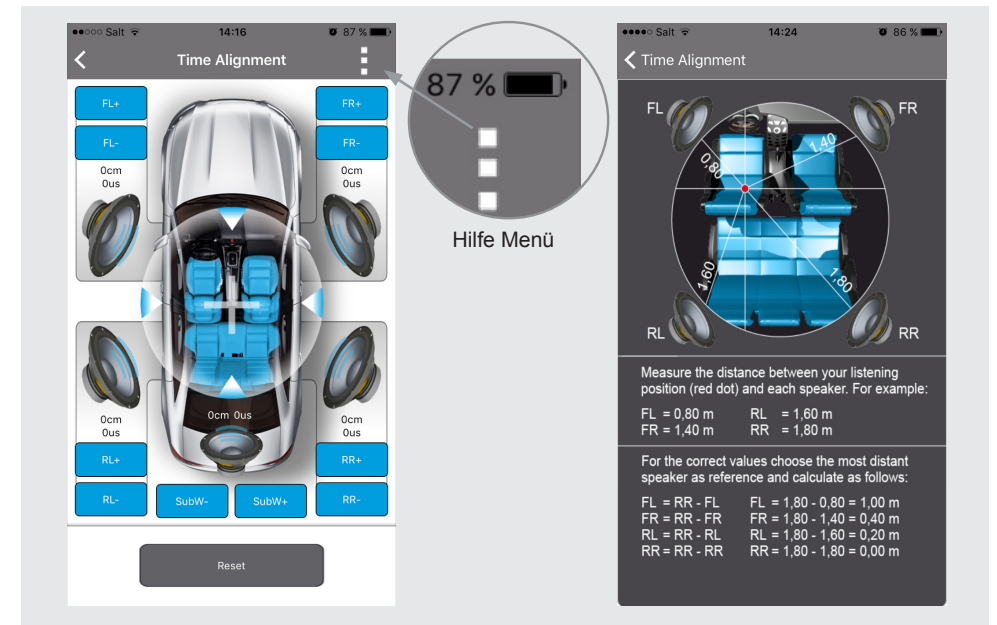 ●●○○○ Salt 14:16 87 %
Time Alignment
FL+
FR+
FL-
FR-
0cm
0us
0cm
0us
0cm
0us
0cm 0us
0cm
0us
RL+
RR+
RL-
SubW-
SubW+
RR-
Reset
87 %
Hilfe Menü
●●●●○ Salt 14:24 86 %
Time Alignment
FL
FR
0,80
1,40
1,60
1,80
RL
RR
Measure the distance between your listening
position (red dot) and each speaker. For example:
FL = 0,80 m RL = 1,60 m
FR = 1,40 m RR = 1,80 m
For the correct values choose the most distant
speaker as reference and calculate as follows:
FL = RR - FL FL = 1,80 - 0,80 = 1,00 m
FR = RR - FR FR = 1,80 - 1,40 = 0,40 m
RL = RR - RL RL = 1,80 - 1,60 = 0,20 m
RR = RR - RR RR = 1,80 - 1,80 = 0,00 m